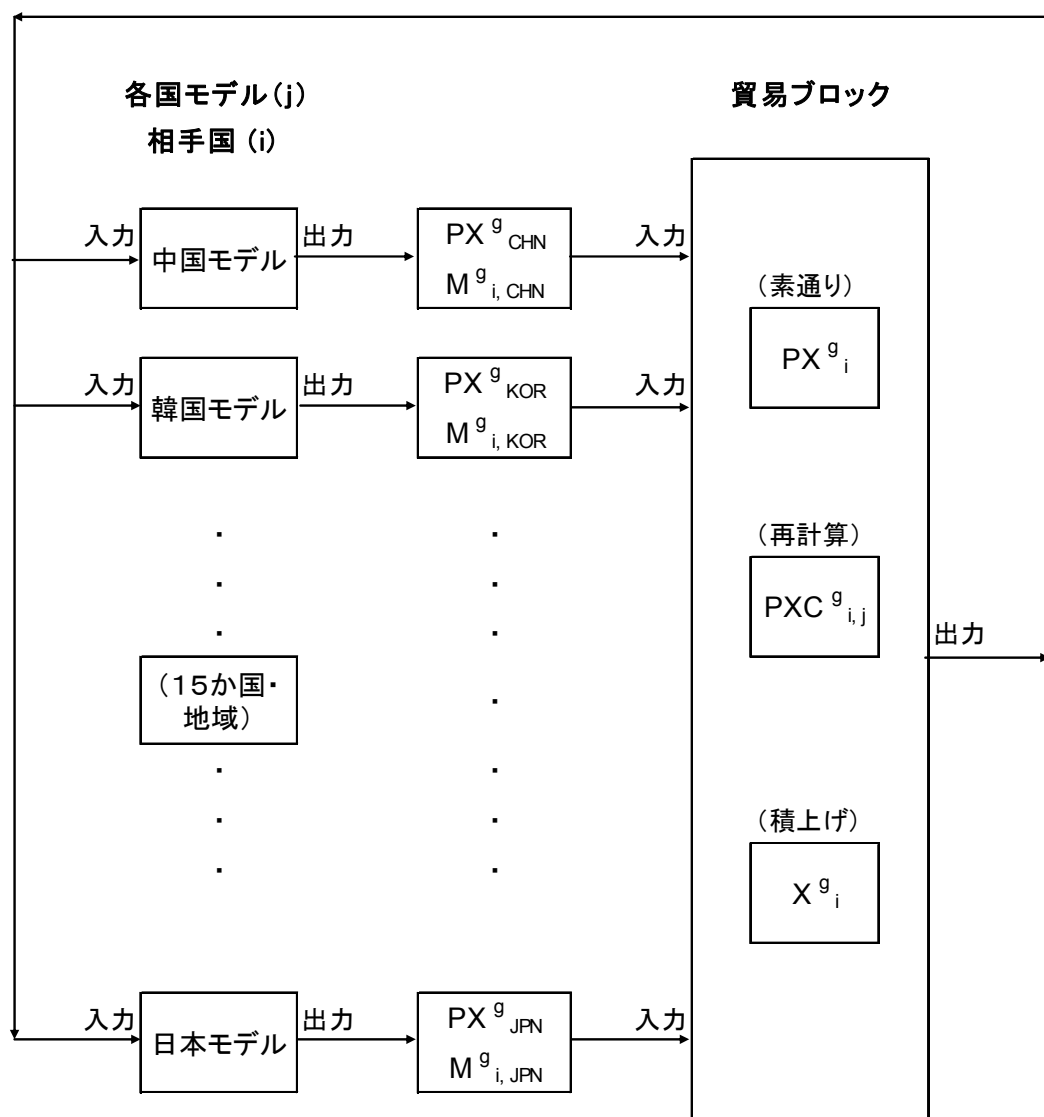 各国モデル(j)
相手国(i)
貿易ブロック
入力
中国モデル
出力
PX g CHN
M g i, CHN
入力
(素通り)
PX g i
入力
韓国モデル
出力
PX g KOR
M g i, KOR
入力
(再計算)
PXC g i, j
出力
(15か国・
地域)
(積上げ)
X g i
入力
日本モデル
出力
PX g JPN
M g i, JPN
入力